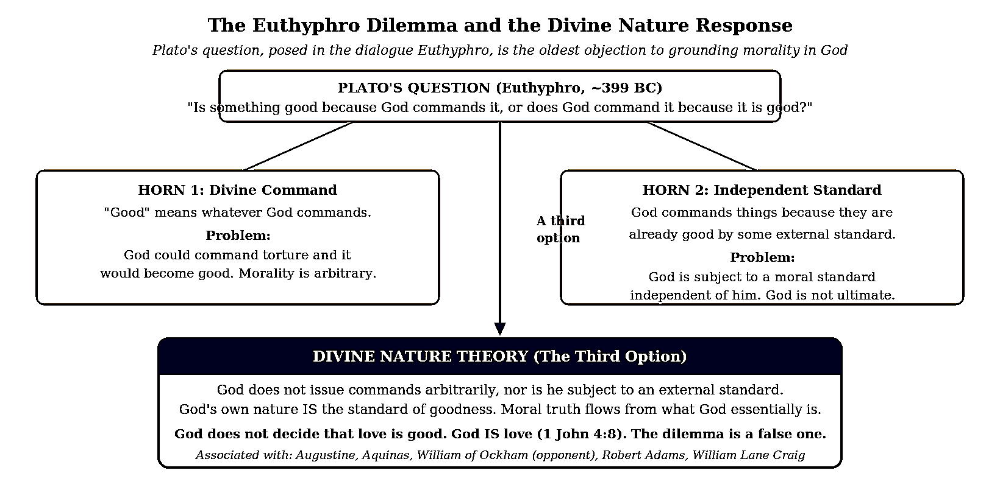 The Euthyphro Dilemma and the Divine Nature Response
Plato's question, posed in the dialogue Euthyphro, is the oldest objection to grounding morality in God
PLATO'S QUESTION (Euthyphro, ~399 BC)
"Is something good because God commands it, or does God command it because it is good?"
HORN 1: Divine Command
"Good" means whatever God commands.
Problem:
God could command torture and it
would become good. Morality is arbitrary.
A third
option
HORN 2: Independent Standard
God commands things because they are
already good by some external standard.
Problem:
God is subject to a moral standard
independent of him. God is not ultimate.
DIVINE NATURE THEORY (The Third Option)
God does not issue commands arbitrarily, nor is he subject to an external standard.
God's own nature IS the standard of goodness. Moral truth flows from what God essentially is.
God does not decide that love is good. God IS love (1 John 4:8). The dilemma is a false one.
Associated with: Augustine, Aquinas, William of Ockham (opponent), Robert Adams, William Lane Craig